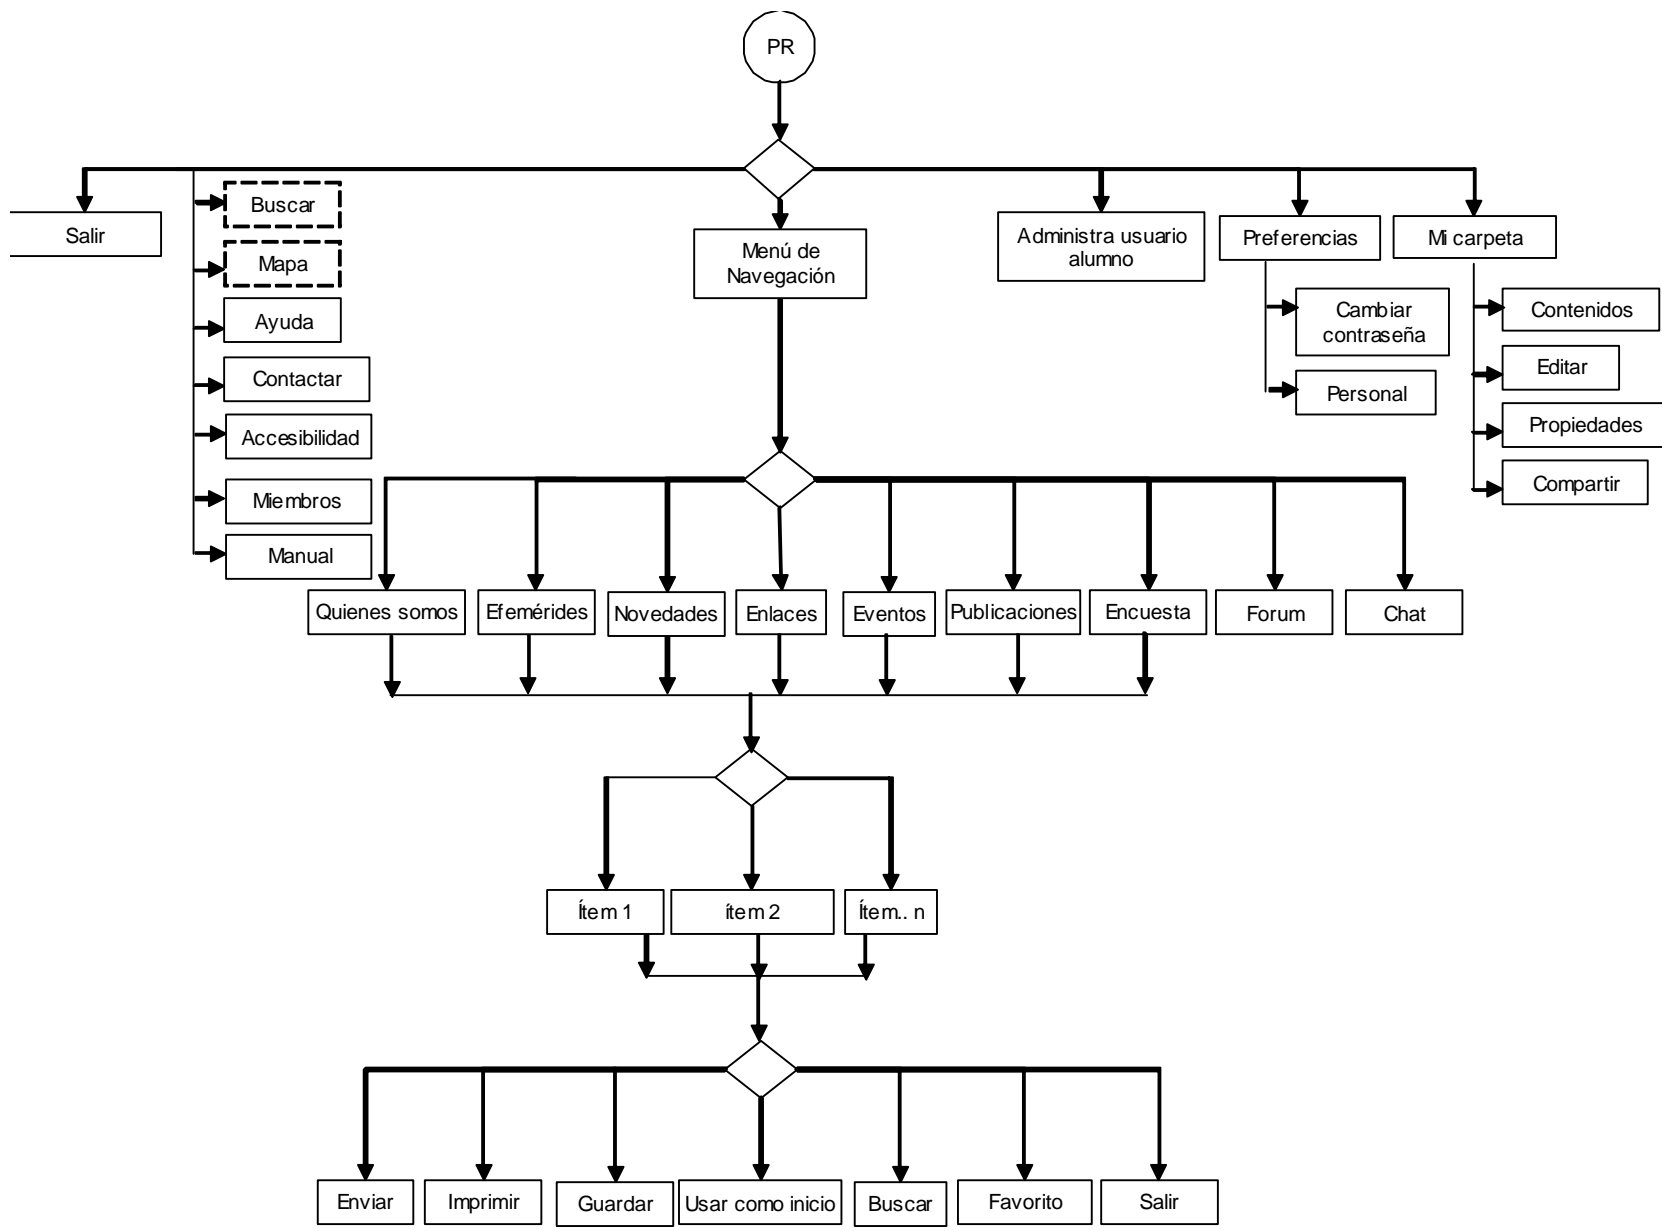 PR
Salir
Buscar
Mapa
Ayuda
Contactar
Accesibilidad
Miembros
Manual
Menú de
Navegación
Administra usuario
alumno
Preferencias
Cambiar
contraseña
Personal
Mi carpeta
Contenidos
Editar
Propiedades
Compartir
Quienes somos
Efemérides
Novedades
Enlaces
Eventos
Publicaciones
Encuesta
Forum
Chat
Ítem 1
ítem 2
Ítem.. n
Enviar
Imprimir
Guardar
Usar como inicio
Buscar
Favorito
Salir